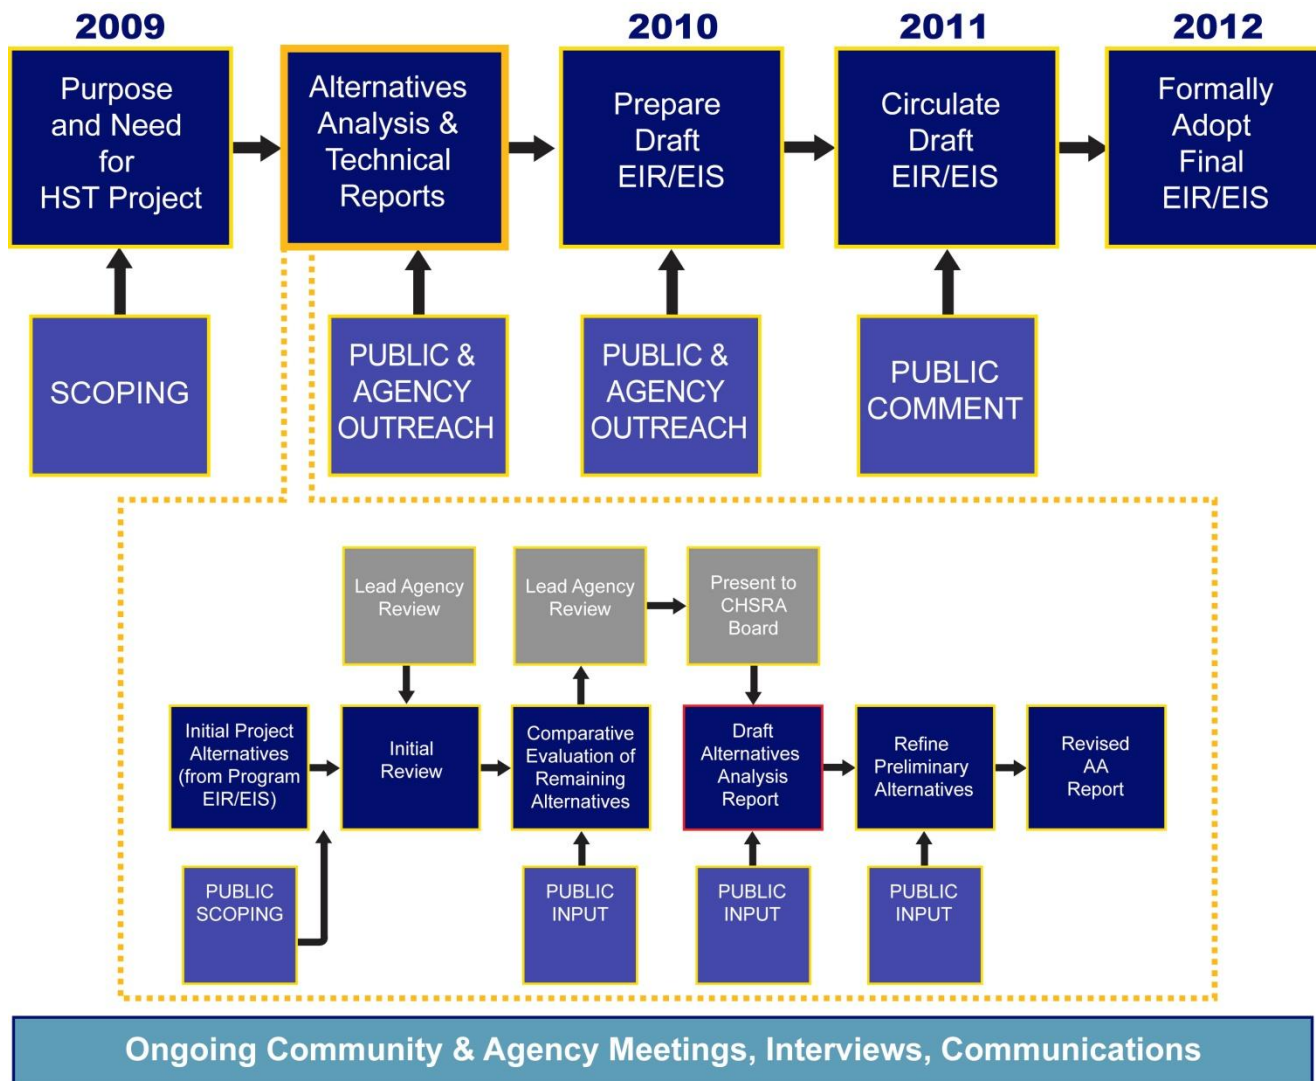 2009
2010
2011
2012
Purpose
and Need
for
HST Project
Alternatives
Analysis &
Technical
Reports
Prepare
Draft
EIR/EIS
Circulate
Draft
EIR/EIS
Formally
Adopt
Final
EIR/EIS
SCOPING
PUBLIC &
AGENCY
OUTREACH
PUBLIC &
AGENCY
OUTREACH
PUBLIC
COMMENT
Lead Agency
Review
Lead Agency
Review
Present to
CHSRA
Board
Initial Project
Alternatives
(from Program
EIR/EIS)
Initial
Review
Comparative
Evaluation of
Remaining
Alternatives
Draft
Alternatives
Analysis
Report
Refine
Preliminary
Alternatives
Revised
AA
Report
PUBLIC
SCOPING
PUBLIC
INPUT
PUBLIC
INPUT
PUBLIC
INPUT
Ongoing Community & Agency Meetings, Interviews, Communications